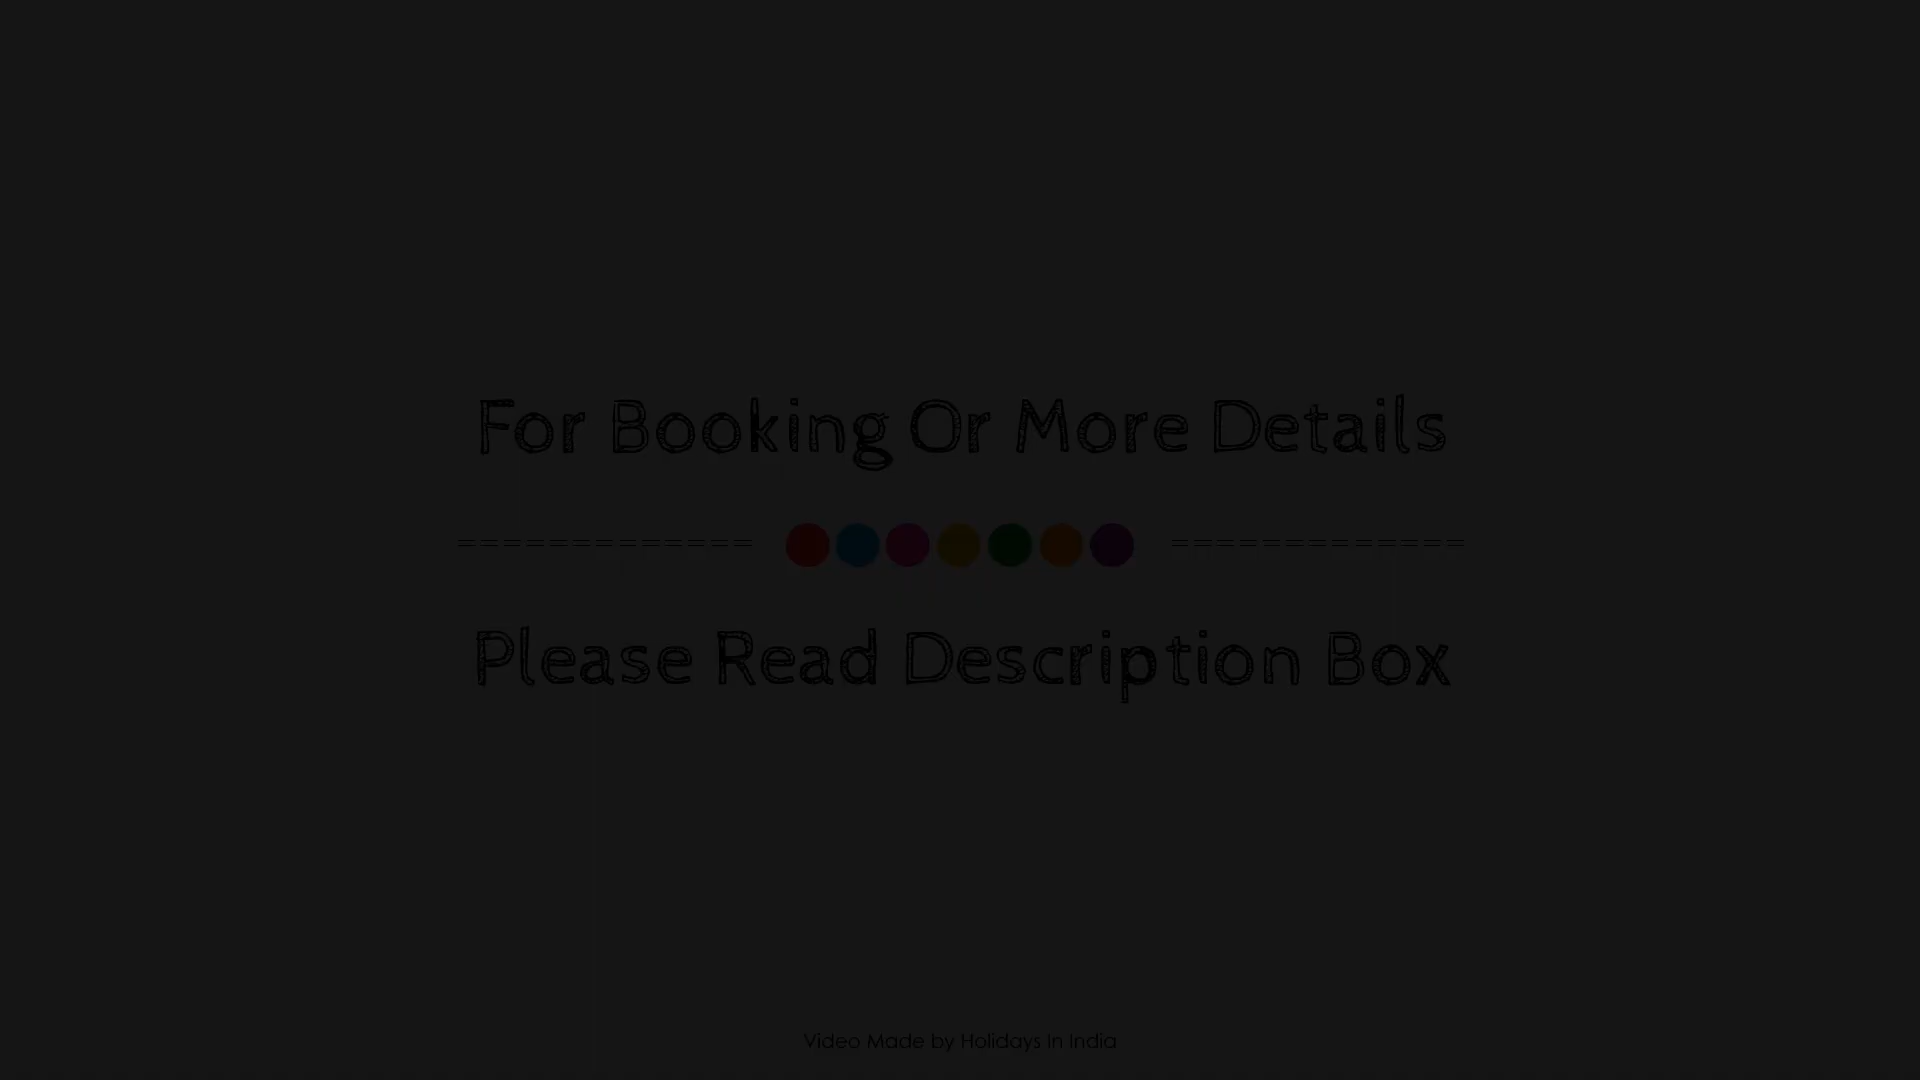 For Booking Or More Details
============= =============
Please Read Description Box
Video Made by Holidays In India